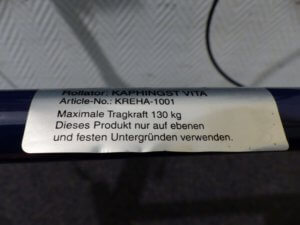 Rollator: KAPHINGST VITA
Article-No.: KREHA-1001
Maximale Tragkraft 130 kg
Dieses Produkt nur auf ebenen
und festen Untergründen verwenden.